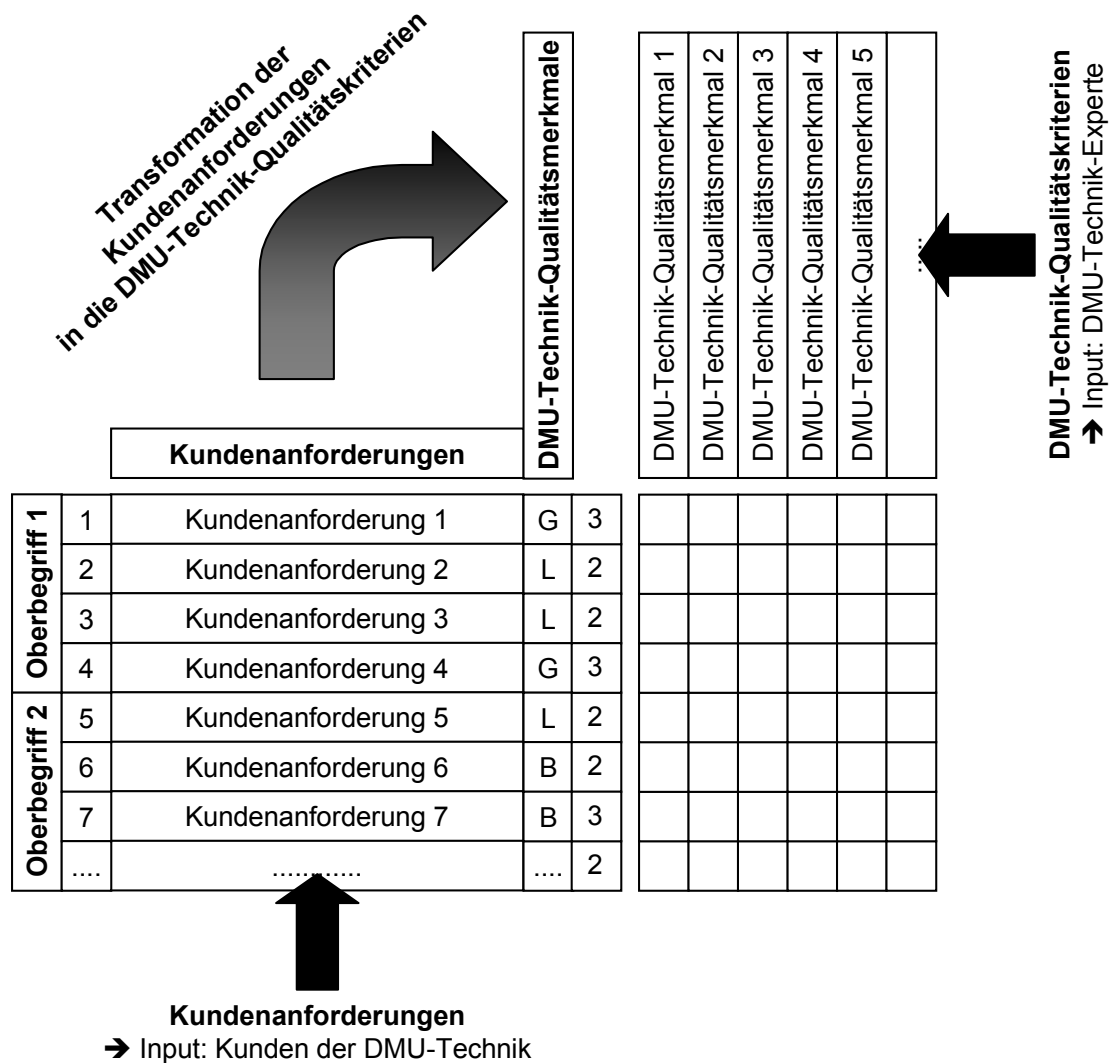 Transformation der
Kundenanforderungen
in die DMU-Technik-Qualitätskriterien
DMU-Technik-Qualitätsmerkmale
DMU-Technik-Qualitätsmerkmal 1
DMU-Technik-Qualitätsmerkmal 2
DMU-Technik-Qualitätsmerkmal 3
DMU-Technik-Qualitätsmerkmal 4
DMU-Technik-Qualitätsmerkmal 5
....
DMU-Technik-Qualitätskriterien
➔ Input: DMU-Technik-Experte
Kundenanforderungen
Oberbegriff 1
1 Kundenanforderung 1 G 3
2 Kundenanforderung 2 L 2
3 Kundenanforderung 3 L 2
4 Kundenanforderung 4 G 3
Oberbegriff 2
5 Kundenanforderung 5 L 2
6 Kundenanforderung 6 B 2
7 Kundenanforderung 7 B 3
.... ............ .... 2
Kundenanforderungen
➔ Input: Kunden der DMU-Technik